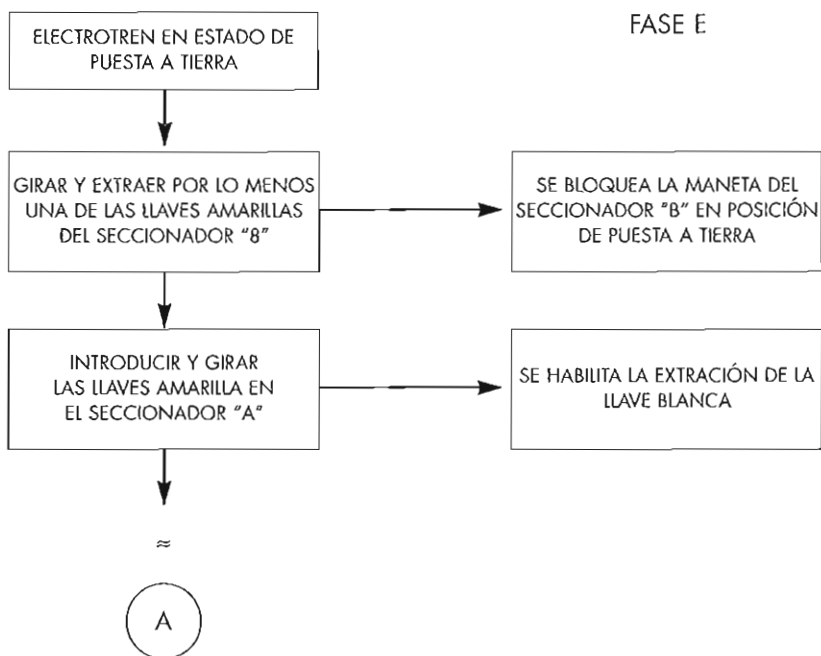 FASE E
ELECTROTREN EN ESTADO DE
PUESTA A TIERRA
GIRAR Y EXTRAER POR LO MENOS
UNA DE LAS LLAVES AMARILLAS
DEL SECCIONADOR "8"
SE BLOQUEA LA MANETA DEL
SECCIONADOR "B" EN POSICIÓN
DE PUESTA A TIERRA
INTRODUCIR Y GIRAR
LAS LLAVES AMARILLA EN
EL SECCIONADOR "A"
SE HABILITA LA EXTRACIÓN DE LA
LLAVE BLANCA
≈
A